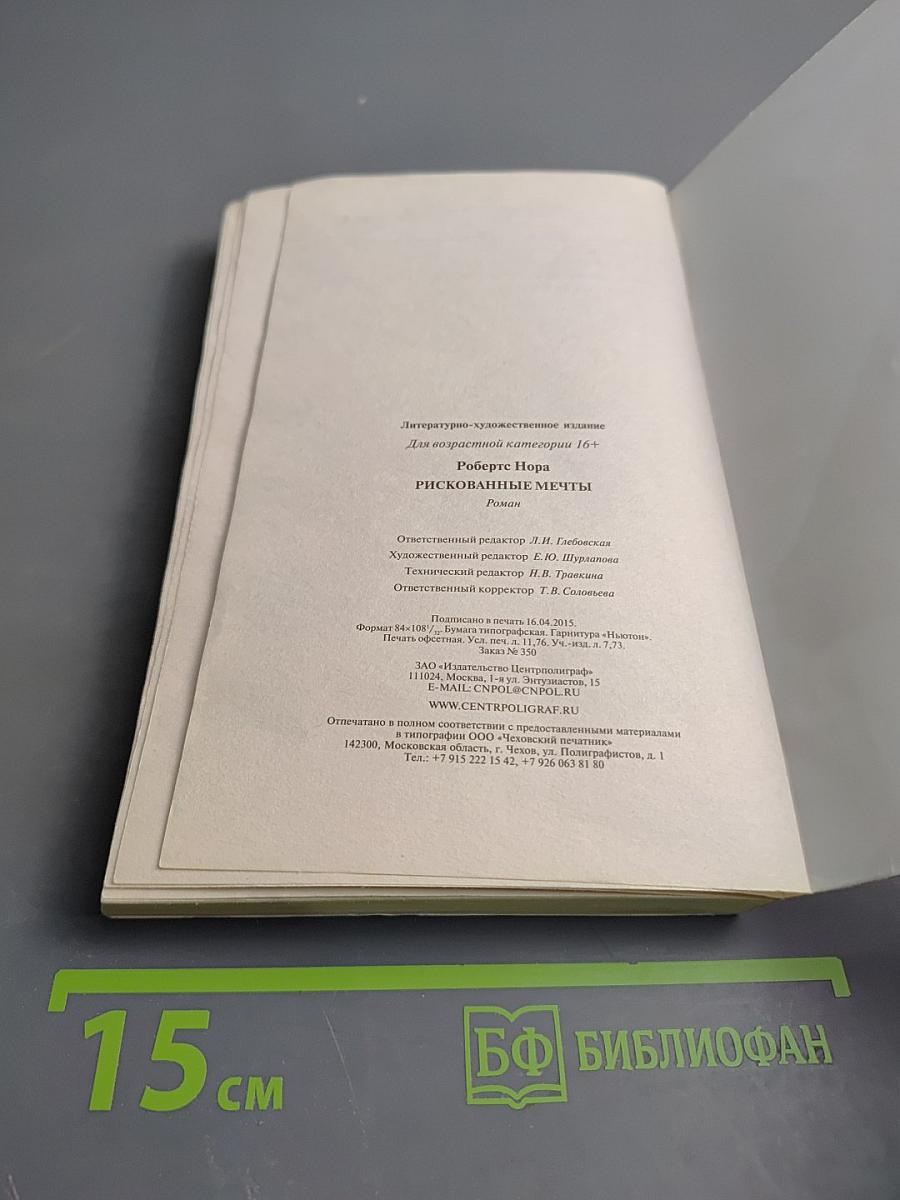 Литературно-художественное издание
Для возрастной категории 16+
Робертс Нора
РИСКОВАННЫЕ МЕЧТЫ
Роман
Ответственный редактор Л.И. Глебовская
Художественный редактор Е.Ю. Шурлапова
Технический редактор Н.В. Травкина
Ответственный корректор Т.В. Соловьева
Подписано в печать 16.04.2015.
Формат 84×108¹/₃₂. Бумага типографская. Гарнитура «Ньютон».
Печать офсетная. Усл. печ. л. 11,76. Уч.-изд. л. 7,73.
Заказ № 350
ЗАО «Издательство Центрполиграф»
111024, Москва, 1-я ул. Энтузиастов, 15
E-MAIL: CNPOL@CNPOL.RU
WWW.CENTRPOLIGRAF.RU
Отпечатано в полном соответствии с предоставленными материалами
в типографии ООО «Чеховский печатник»
142300, Московская область, г. Чехов, ул. Полиграфистов, д. 1
Тел.: +7 915 222 15 42, +7 926 063 81 80
15 см
БФ БИБЛИОФАН